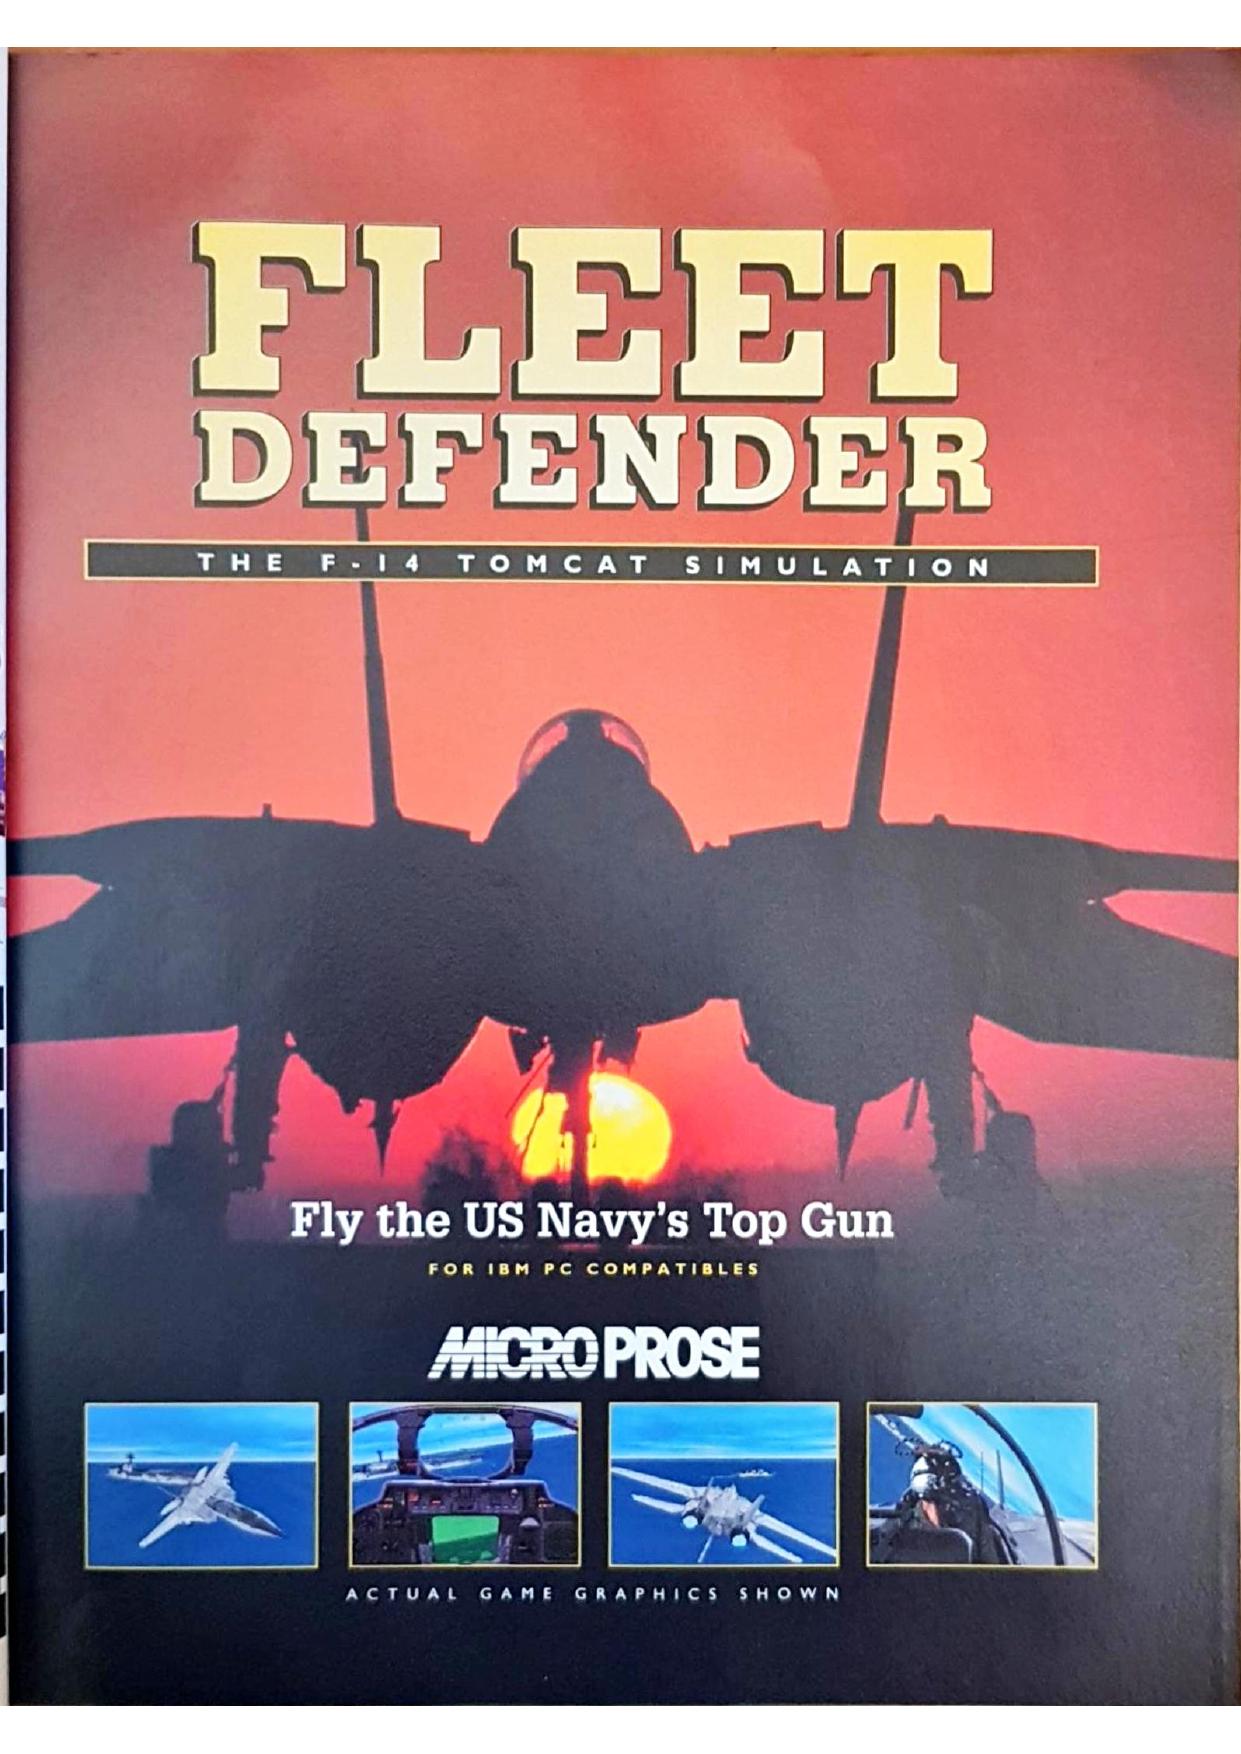 FLEET
DEFENDER
THE F-14 TOMCAT SIMULATION
Fly the US Navy's Top Gun
FOR IBM PC COMPATIBLES
MICROPROSE
ACTUAL GAME GRAPHICS SHOWN